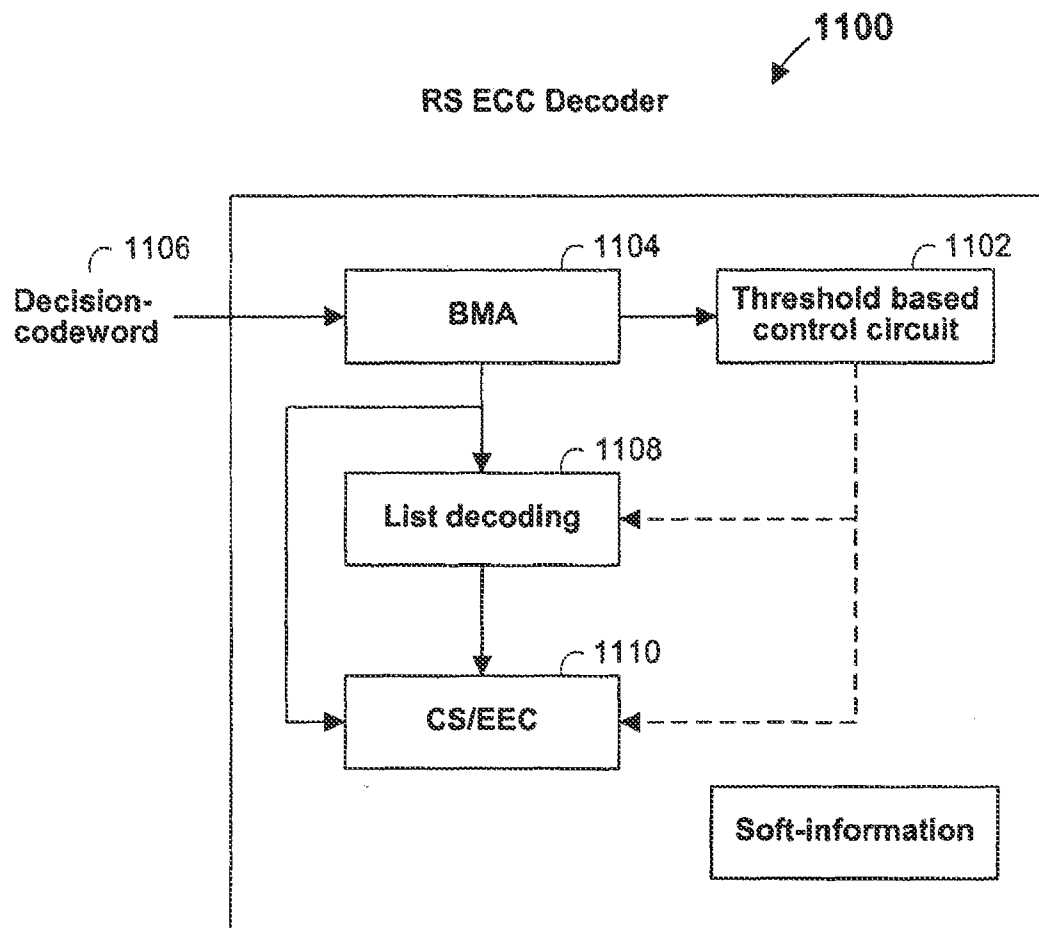 1100
RS ECC Decoder
1106
1104
1102
Decision-
codeword
BMA
Threshold based
control circuit
1108
List decoding
1110
CS/EEC
Soft-information